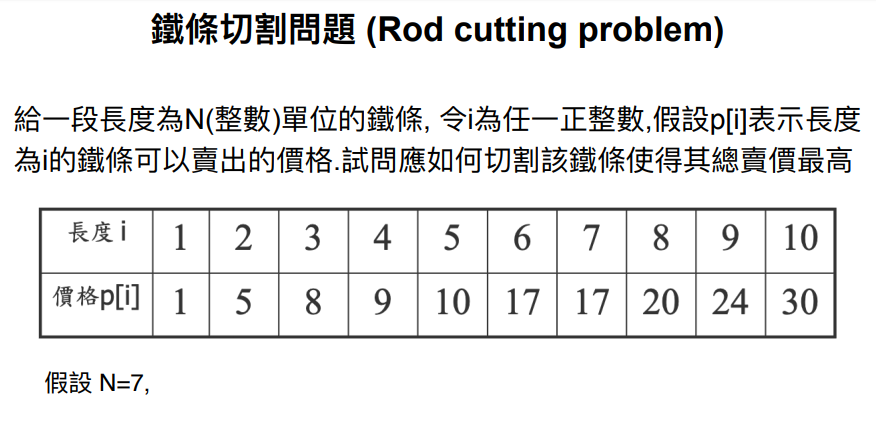 鐵條切割問題 (Rod cutting problem)
給一段長度為N(整數)單位的鐵條, 令i為任一正整數,假設p[i]表示長度
為i的鐵條可以賣出的價格.試問應如何切割該鐵條使得其總賣價最高
長度 i 1 2 3 4 5 6 7 8 9 10
價格p[i] 1 5 8 9 10 17 17 20 24 30
假設 N=7,